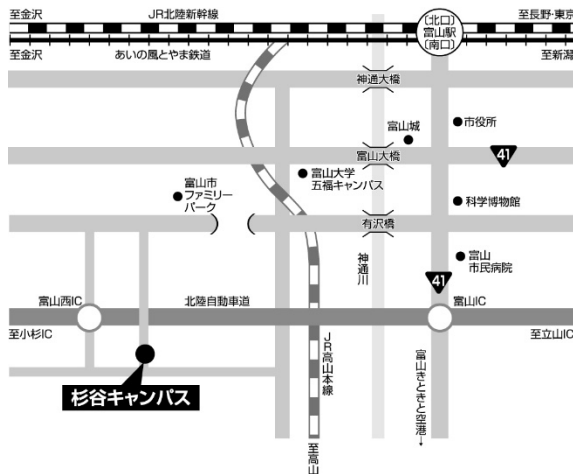 至金沢
JR北陸新幹線
〔北口〕
富山駅
〔南口〕
至長野・東京
至金沢
あいの風とやま鉄道
至新潟
神通大橋
富山城
市役所
富山大橋
41
富山大学
五福キャンパス
富山市
ファミリー
パーク
科学博物館
有沢橋
神通川
富山
市民病院
41
富山西IC
北陸自動車道
富山IC
至小杉IC
至立山IC
JR高山本線
杉谷キャンパス
富山きときと空港→
至高山